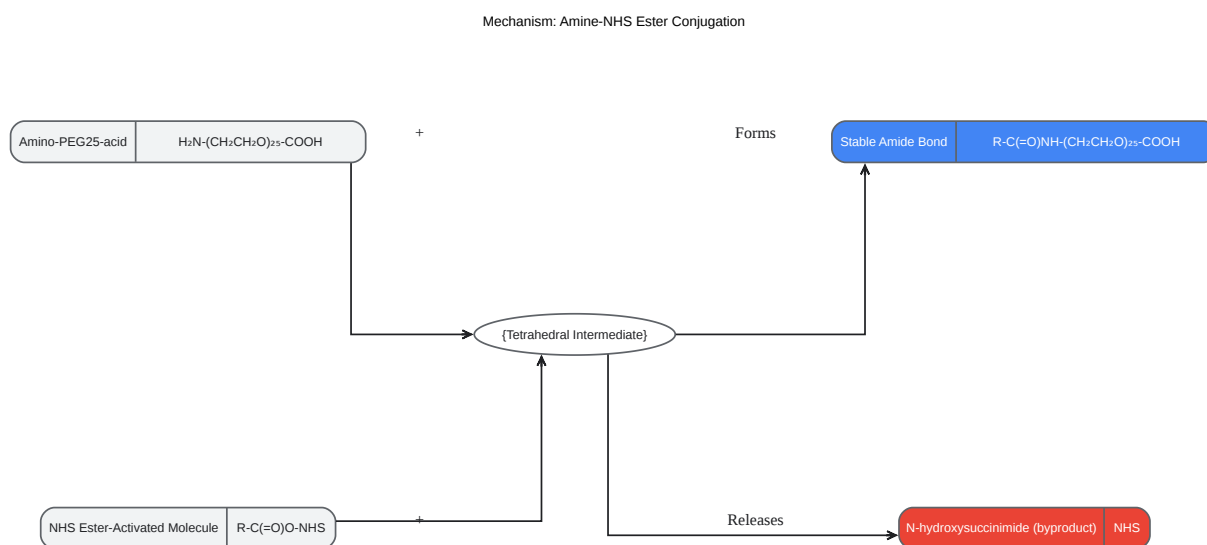 Mechanism: Amine-NHS Ester Conjugation
Amino-PEG25-acid
H₂N-(CH₂CH₂O)₂₅-COOH
+
Forms
Stable Amide Bond
R-C(=O)NH-(CH₂CH₂O)₂₅-COOH
{Tetrahedral Intermediate}
NHS Ester-Activated Molecule
R-C(=O)O-NHS
+
Releases
N-hydroxysuccinimide (byproduct)
NHS